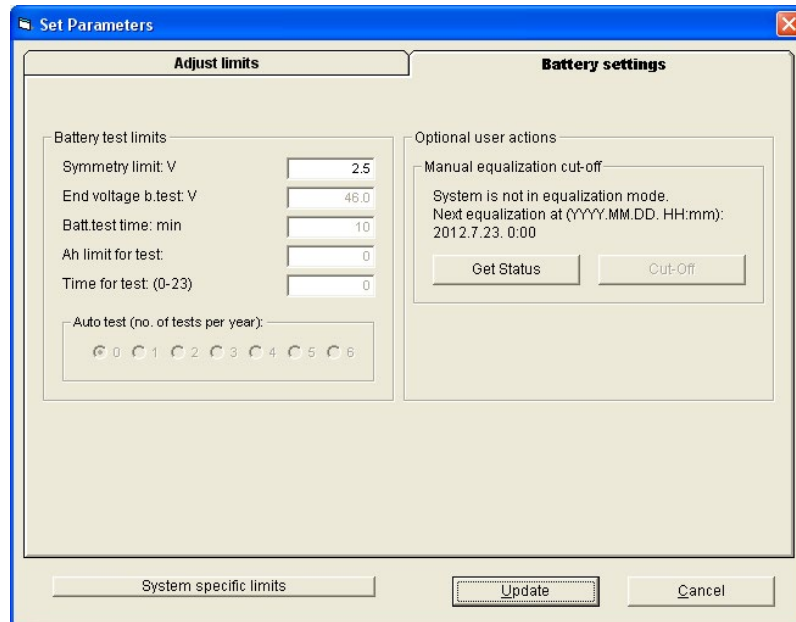 Set Parameters
Adjust limits
Battery settings
Battery test limits
Symmetry limit: V 2.5
End voltage b.test: V 46.0
Batt.test time: min 10
Ah limit for test: 0
Time for test: (0-23) 0
Auto test (no. of tests per year):
0 1 2 3 4 5 6
Optional user actions
Manual equalization cut-off
System is not in equalization mode.
Next equalization at (YYYY.MM.DD. HH:mm):
2012.7.23. 0:00
Get Status
Cut-Off
System specific limits
Update
Cancel